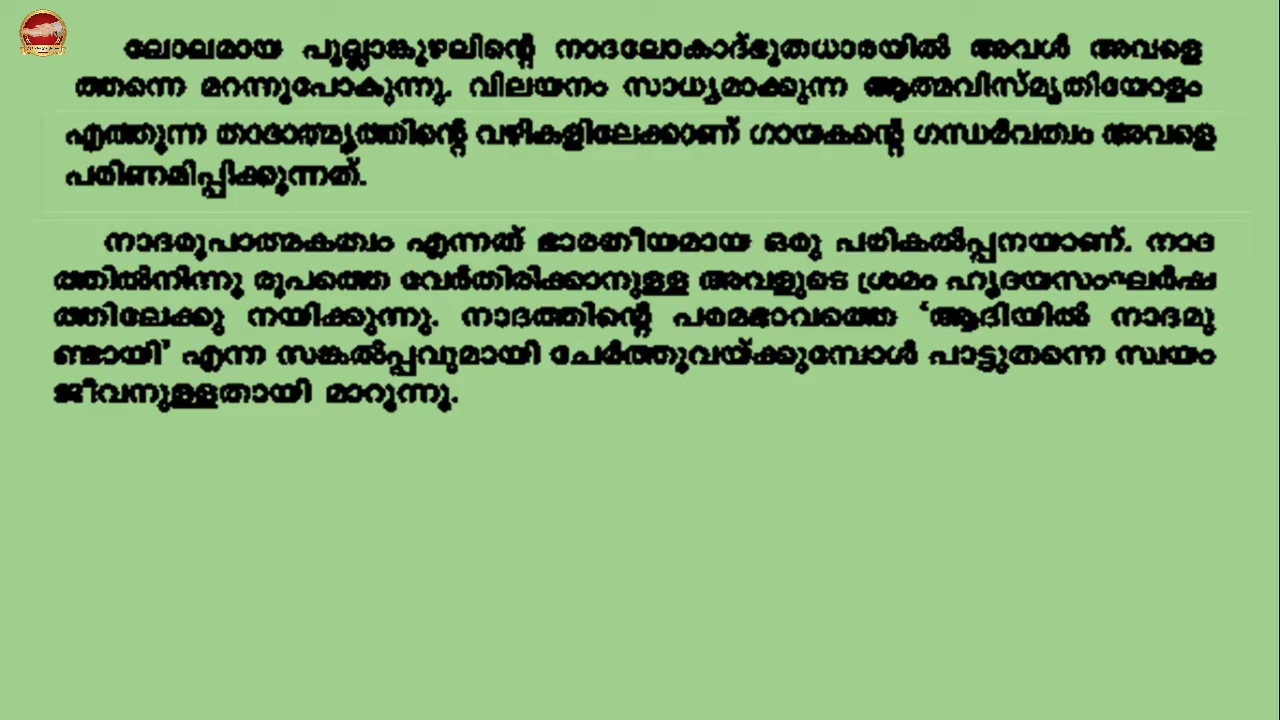 ലോലമായ പുല്ലാങ്കുഴലിന്റെ നാദലോകാദ്ഭുതധാരയിൽ അവൾ അവളെ
ത്തന്നെ മറന്നുപോകുന്നു. വിലയനം സാധ്യമാക്കുന്ന ആത്മവിസ്മൃതിയോളം
എത്തുന്ന താദാത്മ്യത്തിന്റെ വഴികളിലേക്കാണ് ഗായകന്റെ ഗന്ധർവത്വം അവളെ
പരിണമിപ്പിക്കുന്നത്.
നാദരൂപാത്മകത്വം എന്നത് ഭാരതീയമായ ഒരു പരികൽപ്പനയാണ്. നാദ
ത്തിൽനിന്നു രൂപത്തെ വേർതിരിക്കാനുള്ള അവളുടെ ശ്രമം ഹൃദയസംഘർഷ
ത്തിലേക്കു നയിക്കുന്നു. നാദത്തിന്റെ പരമഭാവത്തെ ‘ആദിയിൽ നാദമു
ണ്ടായി’ എന്ന സങ്കൽപ്പവുമായി ചേർത്തുവയ്ക്കുമ്പോൾ പാട്ടുതന്നെ സ്വയം
ജീവനുള്ളതായി മാറുന്നു.